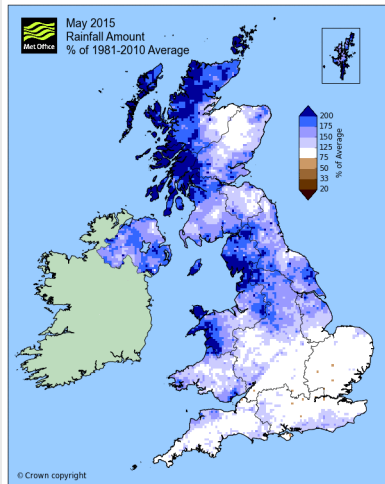 Met Office
May 2015
Rainfall Amount
% of 1981-2010 Average
200
175
150
125
75
50
33
20
% of Average
© Crown copyright